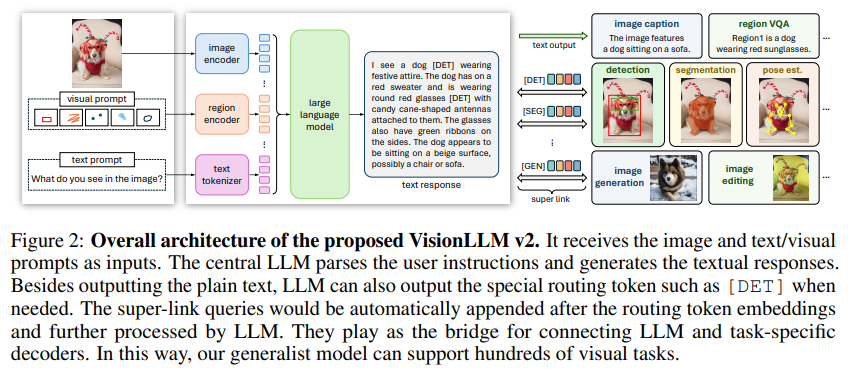 visual prompt
text prompt
What do you see in the image?
image
encoder
region
encoder
text
tokenizer
large
language
model
I see a dog [DET] wearing
festive attire. The dog has on a
red sweater and is wearing
round red glasses [DET] with
candy cane-shaped antennas
attached to them. The glasses
also have green ribbons on
the sides. The dog appears to
be sitting on a beige surface,
possibly a chair or sofa.
text response
text output
[DET]
[SEG]
[GEN]
super link
image caption
The image features
a dog sitting on a sofa.
region VQA
Region1 is a dog
wearing red sunglasses.
...
detection
segmentation
pose est.
...
image
generation
image
editing
...
Figure 2: Overall architecture of the proposed VisionLLM v2. It receives the image and text/visual
prompts as inputs. The central LLM parses the user instructions and generates the textual responses.
Besides outputting the plain text, LLM can also output the special routing token such as [DET] when
needed. The super-link queries would be automatically appended after the routing token embeddings
and further processed by LLM. They play as the bridge for connecting LLM and task-specific
decoders. In this way, our generalist model can support hundreds of visual tasks.